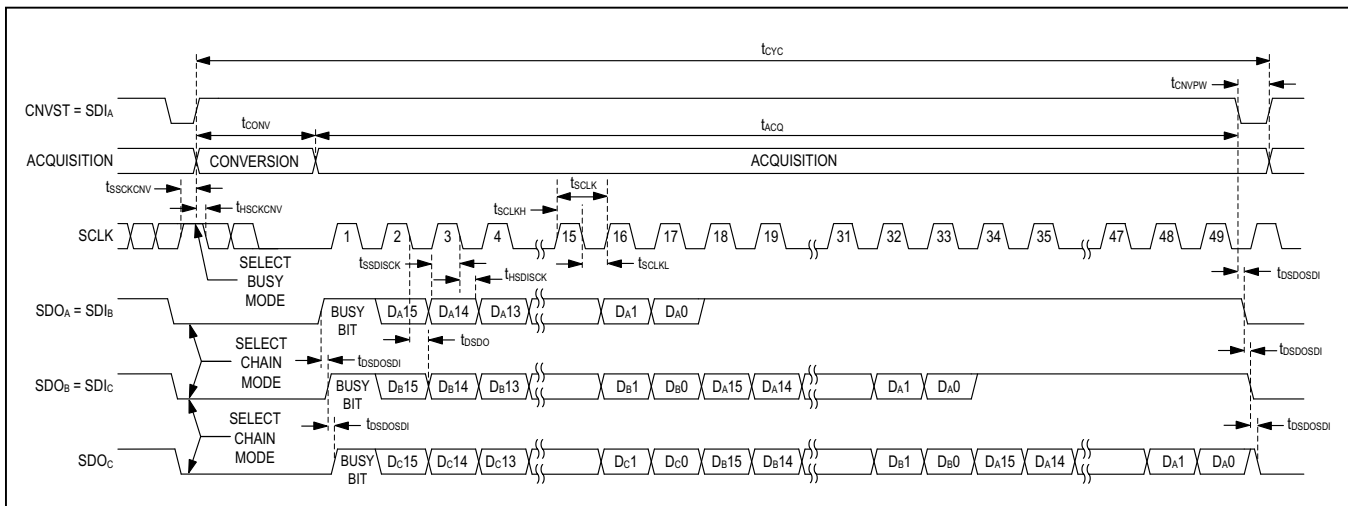 tCYC
tCNVPW
CNVST = SDIA
tCONV
tACQ
ACQUISITION
CONVERSION
ACQUISITION
tSSCKCNV
tHSCKCNV
tSCLK
tSCLKH
SCLK
1 2 3 4 15 16 17 18 19 31 32 33 34 35 47 48 49
tSSDISCK
tHSDISCK
tSCLKL
tDSDOSDI
SELECT
BUSY
MODE
SDOA = SDIB
BUSY
BIT
DA15 DA14 DA13 DA1 DA0
SELECT
CHAIN
MODE
tDSDOSDI
tDSDO
tDSDOSDI
SDOB = SDIC
BUSY
BIT
DB15 DB14 DB13 DB1 DB0 DA15 DA14 DA1 DA0
SELECT
CHAIN
MODE
tDSDOSDI
tDSDOSDI
SDOC
BUSY
BIT
DC15 DC14 DC13 DC1 DC0 DB15 DB14 DB1 DB0 DA15 DA14 DA1 DA0